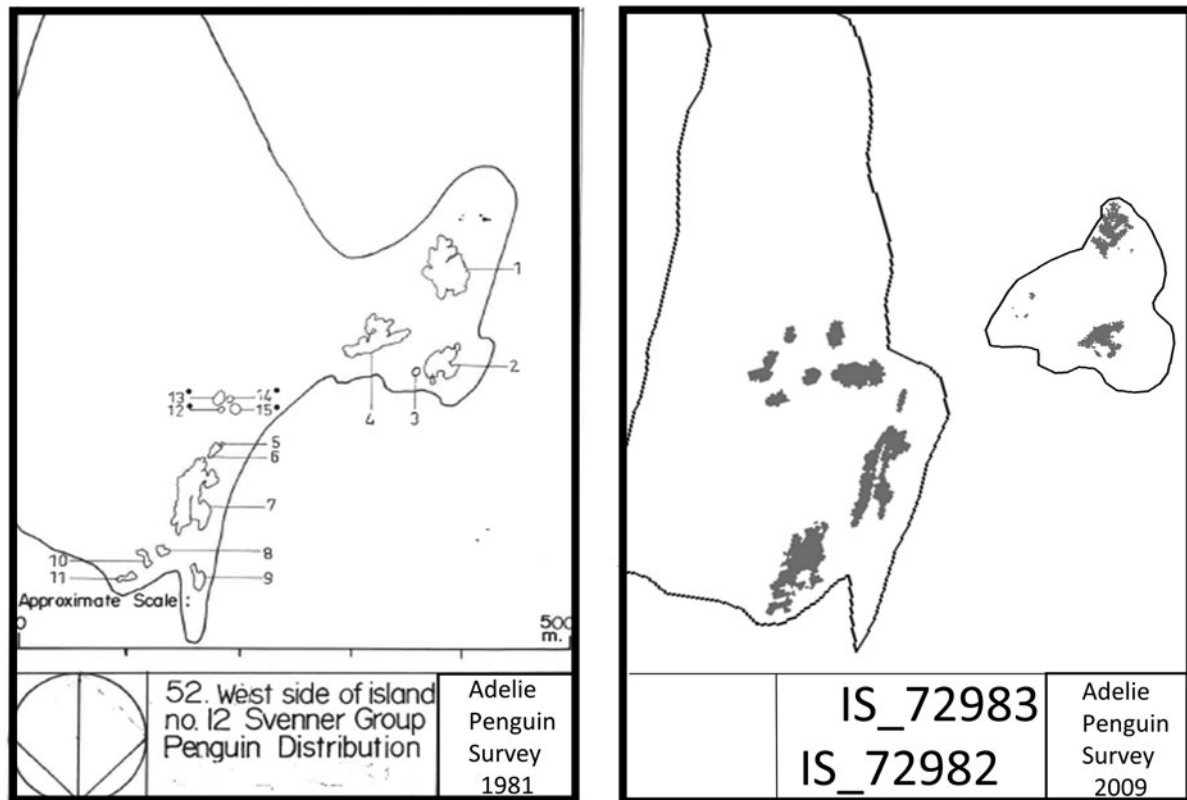 1
2
13• 14•
12• 15•
3
4
5
6
7
8
10
11
9
Approximate Scale :
0 500
m.
52. West side of island
no. 12 Svenner Group
Penguin Distribution
Adelie
Penguin
Survey
1981
IS_72983
IS_72982
Adelie
Penguin
Survey
2009